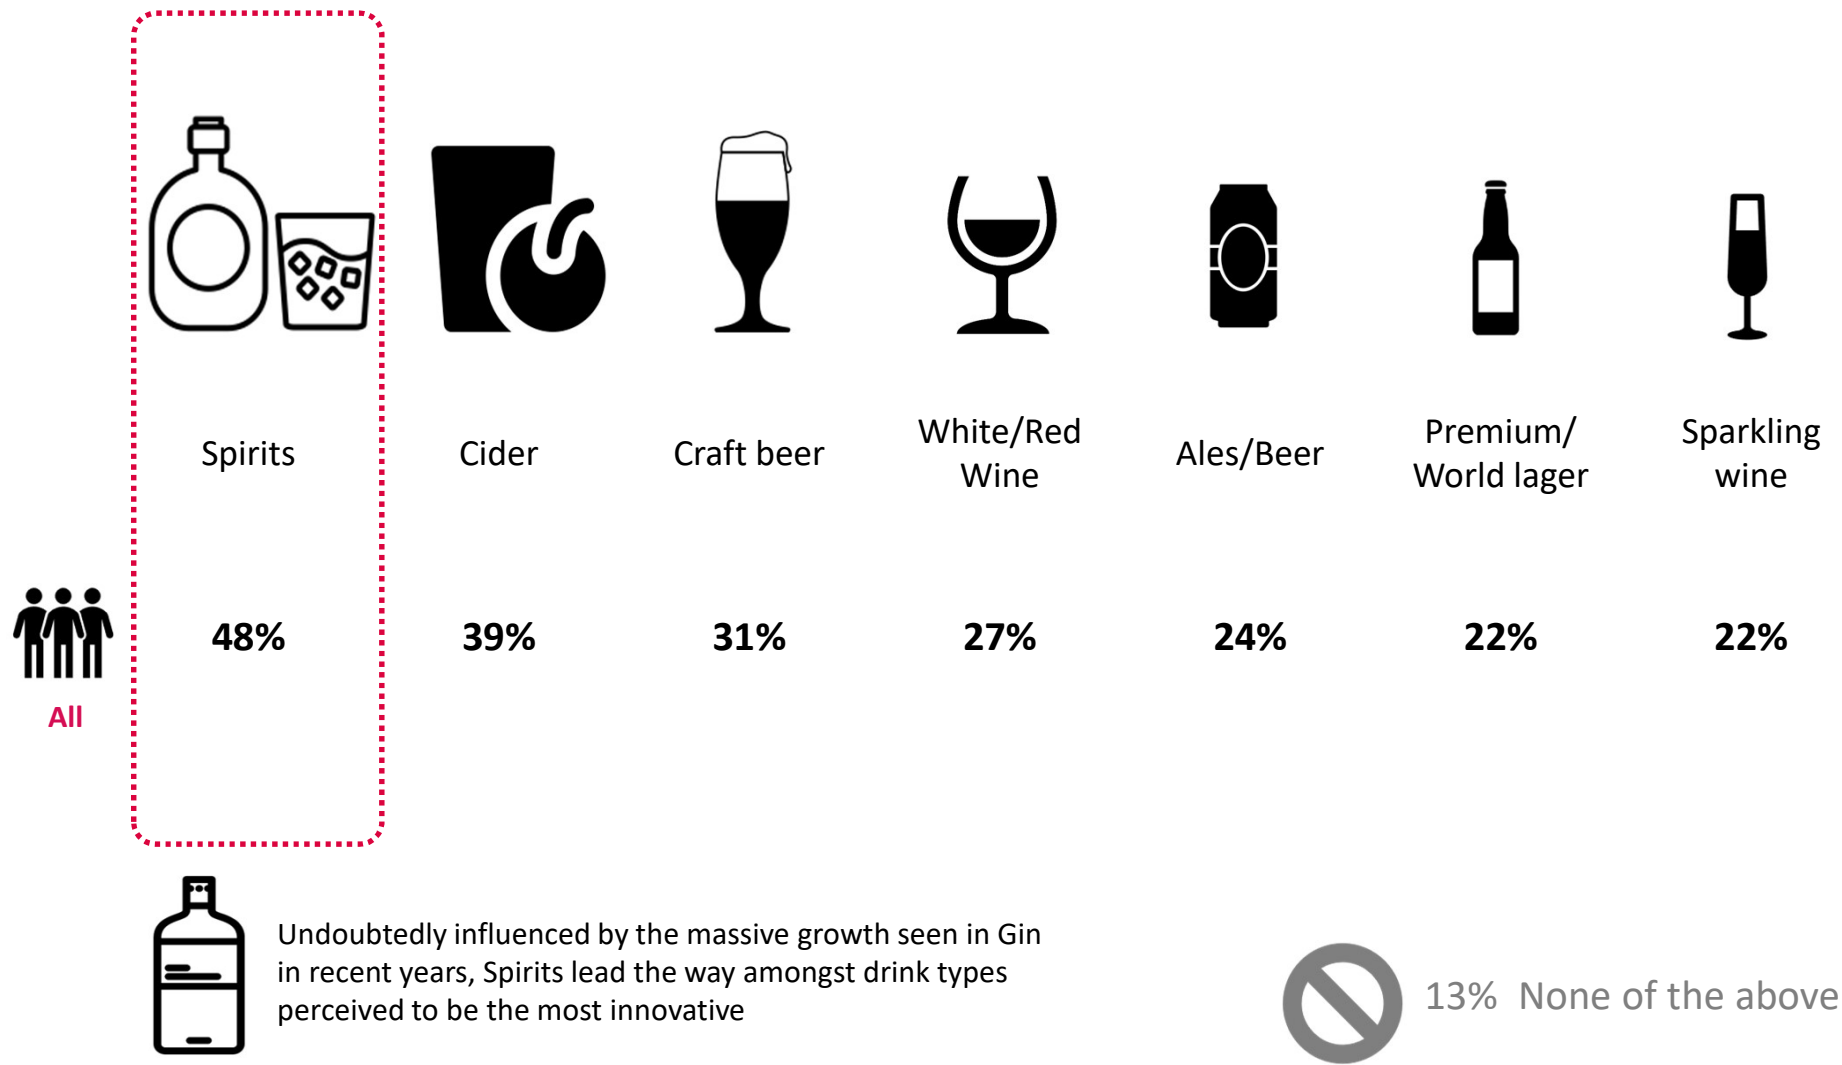 Spirits
Cider
Craft beer
White/Red
Wine
Ales/Beer
Premium/
World lager
Sparkling
wine
All
48%
39%
31%
27%
24%
22%
22%
Undoubtedly influenced by the massive growth seen in Gin
in recent years, Spirits lead the way amongst drink types
perceived to be the most innovative
13% None of the above